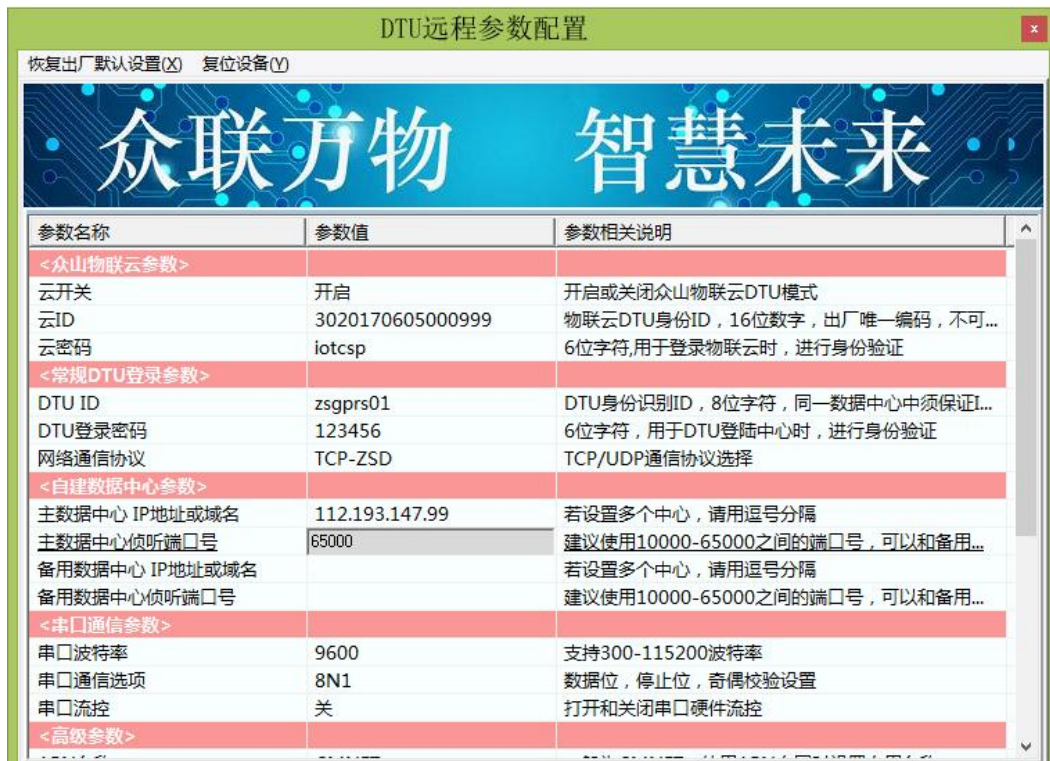 DTU远程参数配置
x
恢复出厂默认设置(X) 复位设备(Y)
众联万物 智慧未来
参数名称 参数值 参数相关说明
<众山物联云参数>
云开关 开启 开启或关闭众山物联云DTU模式
云ID 3020170605000999 物联云DTU身份ID，16位数字，出厂唯一编码，不可...
云密码 iotcsp 6位字符,用于登录物联云时，进行身份验证
<常规DTU登录参数>
DTU ID zsgprs01 DTU身份识别ID，8位字符，同一数据中心中须保证I...
DTU登录密码 123456 6位字符，用于DTU登陆中心时，进行身份验证
网络通信协议 TCP-ZSD TCP/UDP通信协议选择
<自建数据中心参数>
主数据中心 IP地址或域名 112.193.147.99 若设置多个中心，请用逗号分隔
主数据中心侦听端口号 65000 建议使用10000-65000之间的端口号，可以和备用...
备用数据中心 IP地址或域名 若设置多个中心，请用逗号分隔
备用数据中心侦听端口号 建议使用10000-65000之间的端口号，可以和备用...
<串口通信参数>
串口波特率 9600 支持300-115200波特率
串口通信选项 8N1 数据位，停止位，奇偶校验设置
串口流控 关 打开和关闭串口硬件流控
<高级参数>